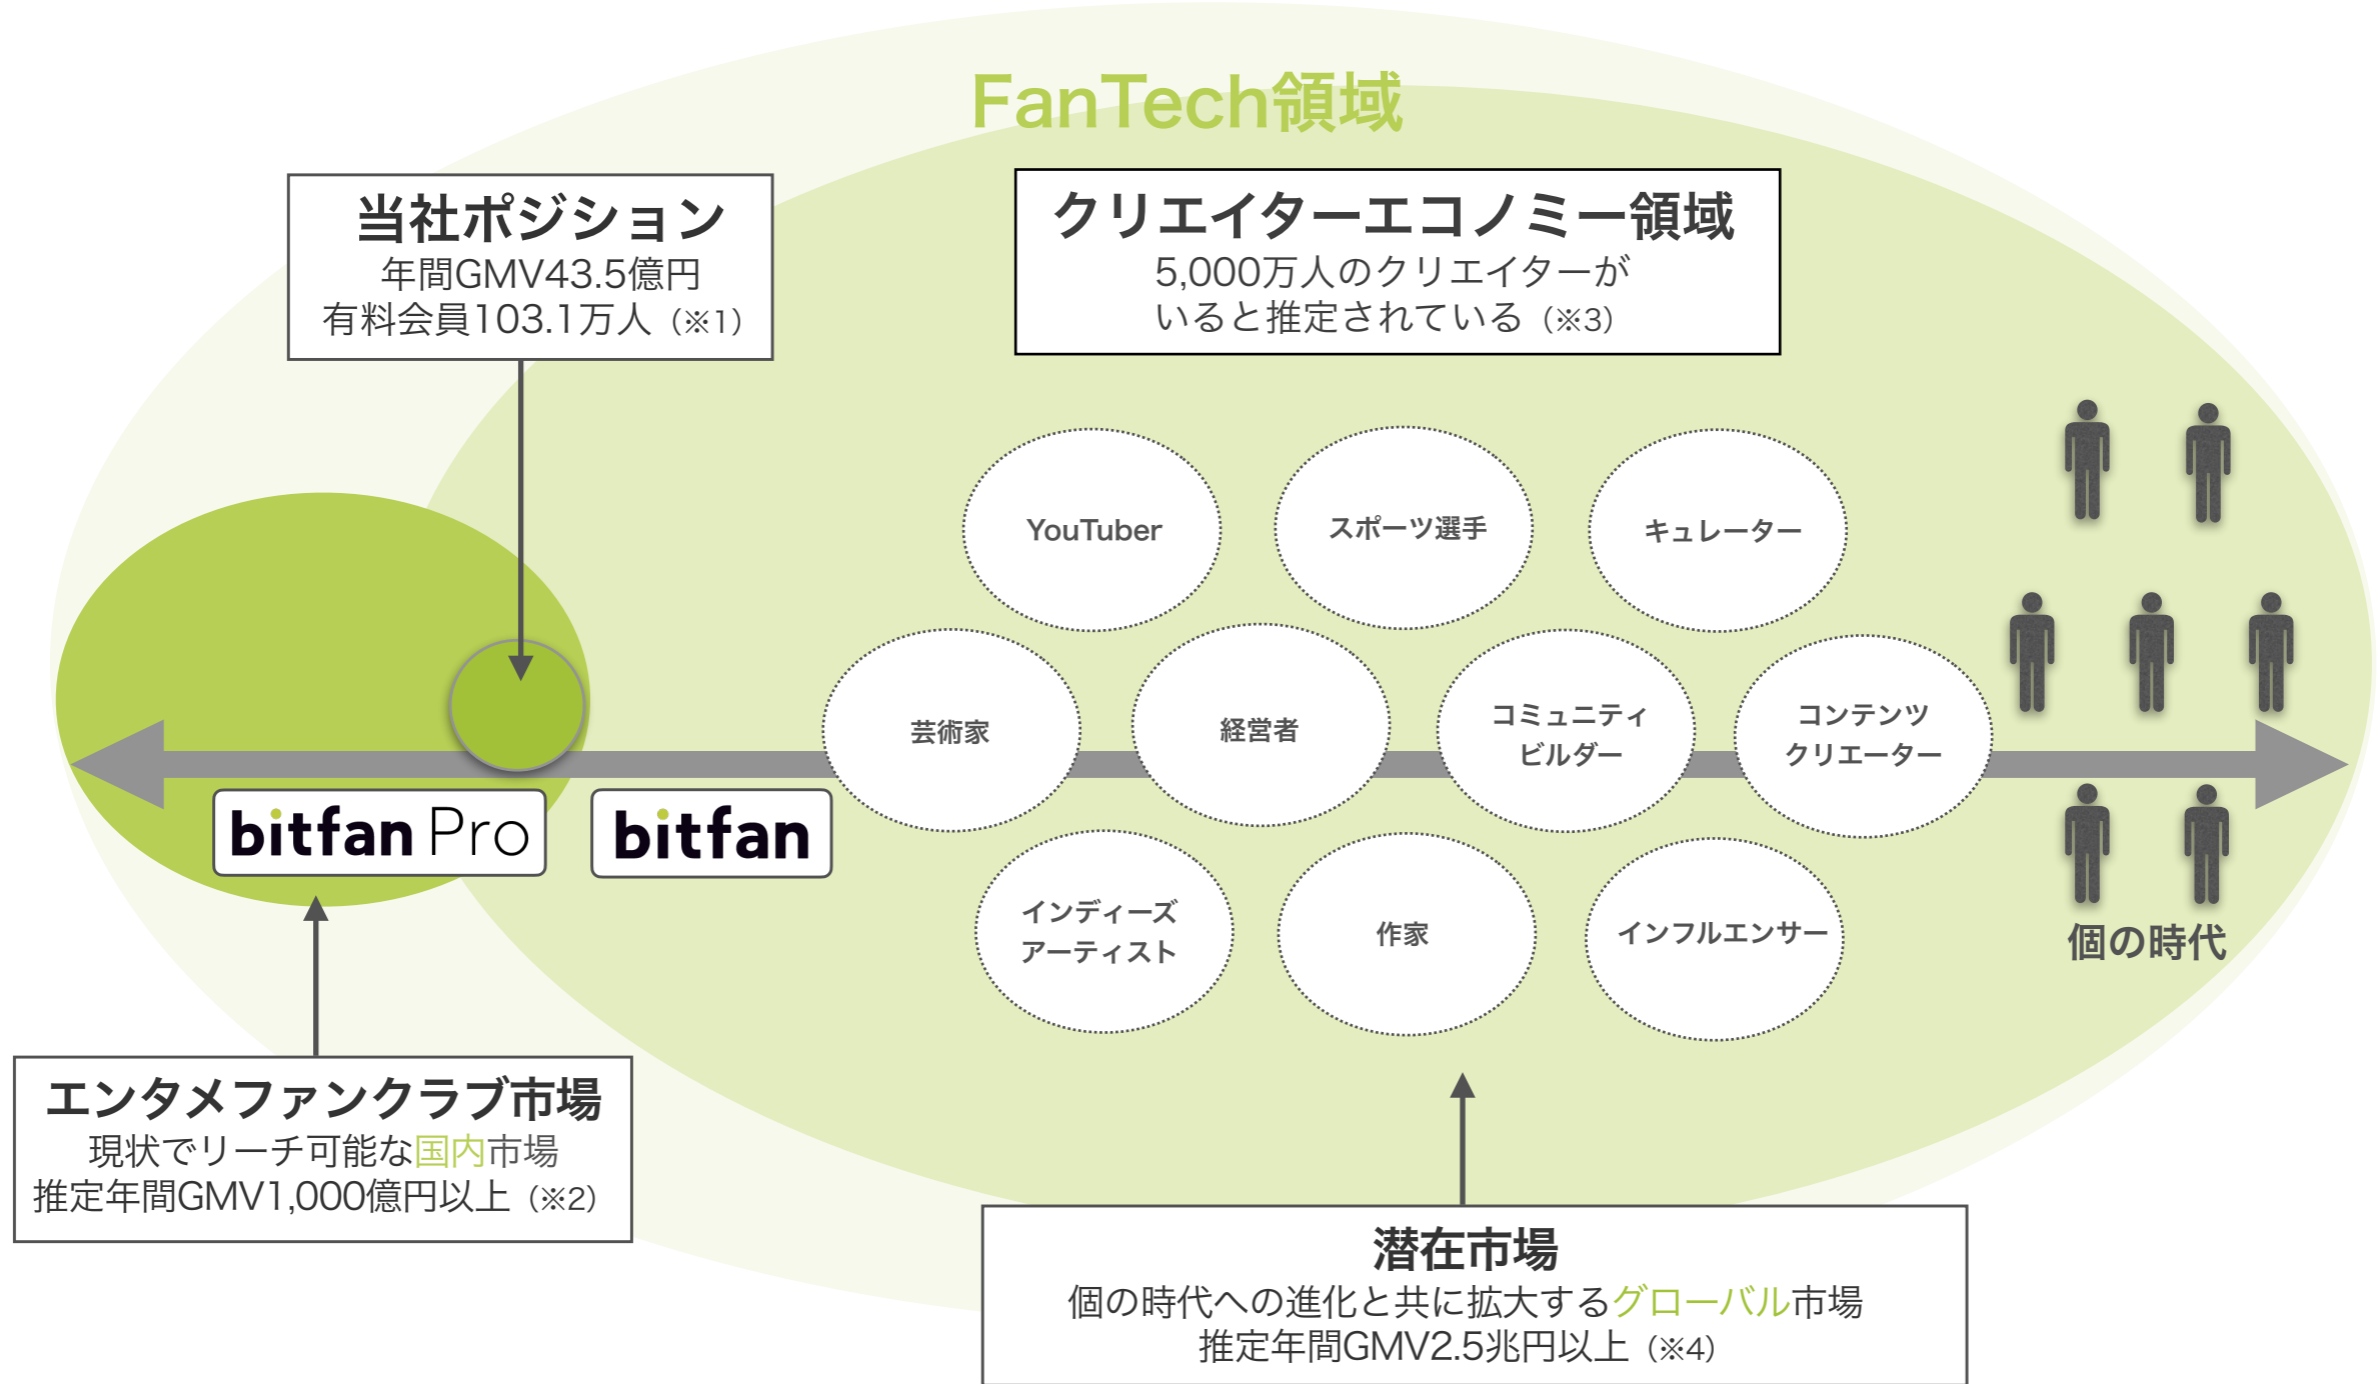 FanTech領域
当社ポジション
年間GMV43.5億円
有料会員103.1万人（※1）
クリエイターエコノミー領域
5,000万人のクリエイターが
いると推定されている（※3）
YouTuber
スポーツ選手
キュレーター
芸術家
経営者
コミュニティ
ビルダー
コンテンツ
クリエーター
bitfan Pro
bitfan
インディーズ
アーティスト
作家
インフルエンサー
個の時代
エンタメファンクラブ市場
現状でリーチ可能な国内市場
推定年間GMV1,000億円以上（※2）
潜在市場
個の時代への進化と共に拡大するグローバル市場
推定年間GMV2.5兆円以上（※4）